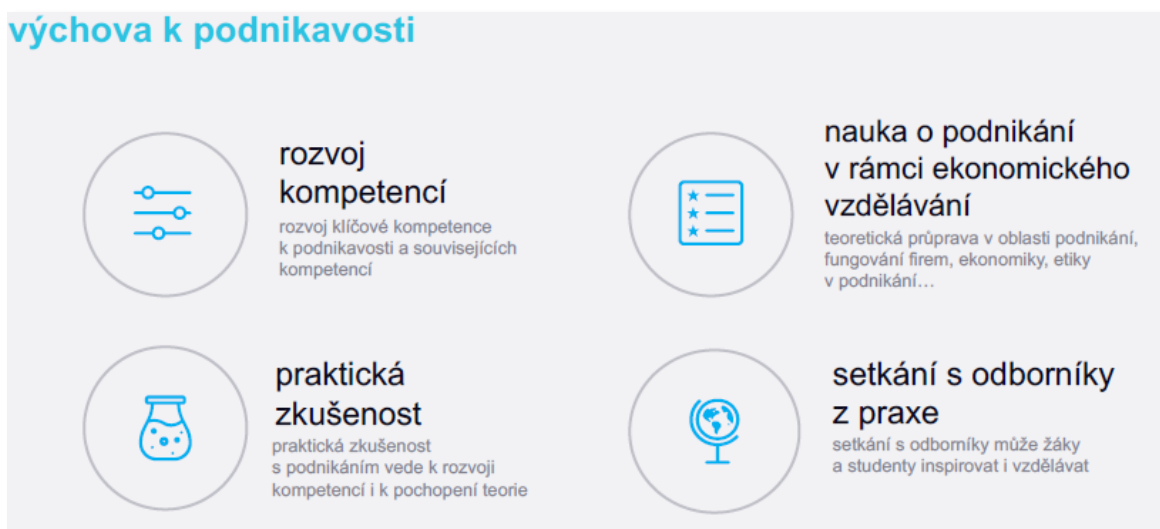 výchova k podnikavosti
rozvoj
kompetencí
rozvoj klíčové kompetence
k podnikavosti a souvisejících
kompetencí
nauka o podnikání
v rámci ekonomického
vzdělávání
teoretická průprava v oblasti podnikání,
fungování firem, ekonomiky, etiky
v podnikání…
praktická
zkušenost
praktická zkušenost
s podnikáním vede k rozvoji
kompetencí i k pochopení teorie
setkání s odborníky
z praxe
setkání s odborníky může žáky
a studenty inspirovat i vzdělávat